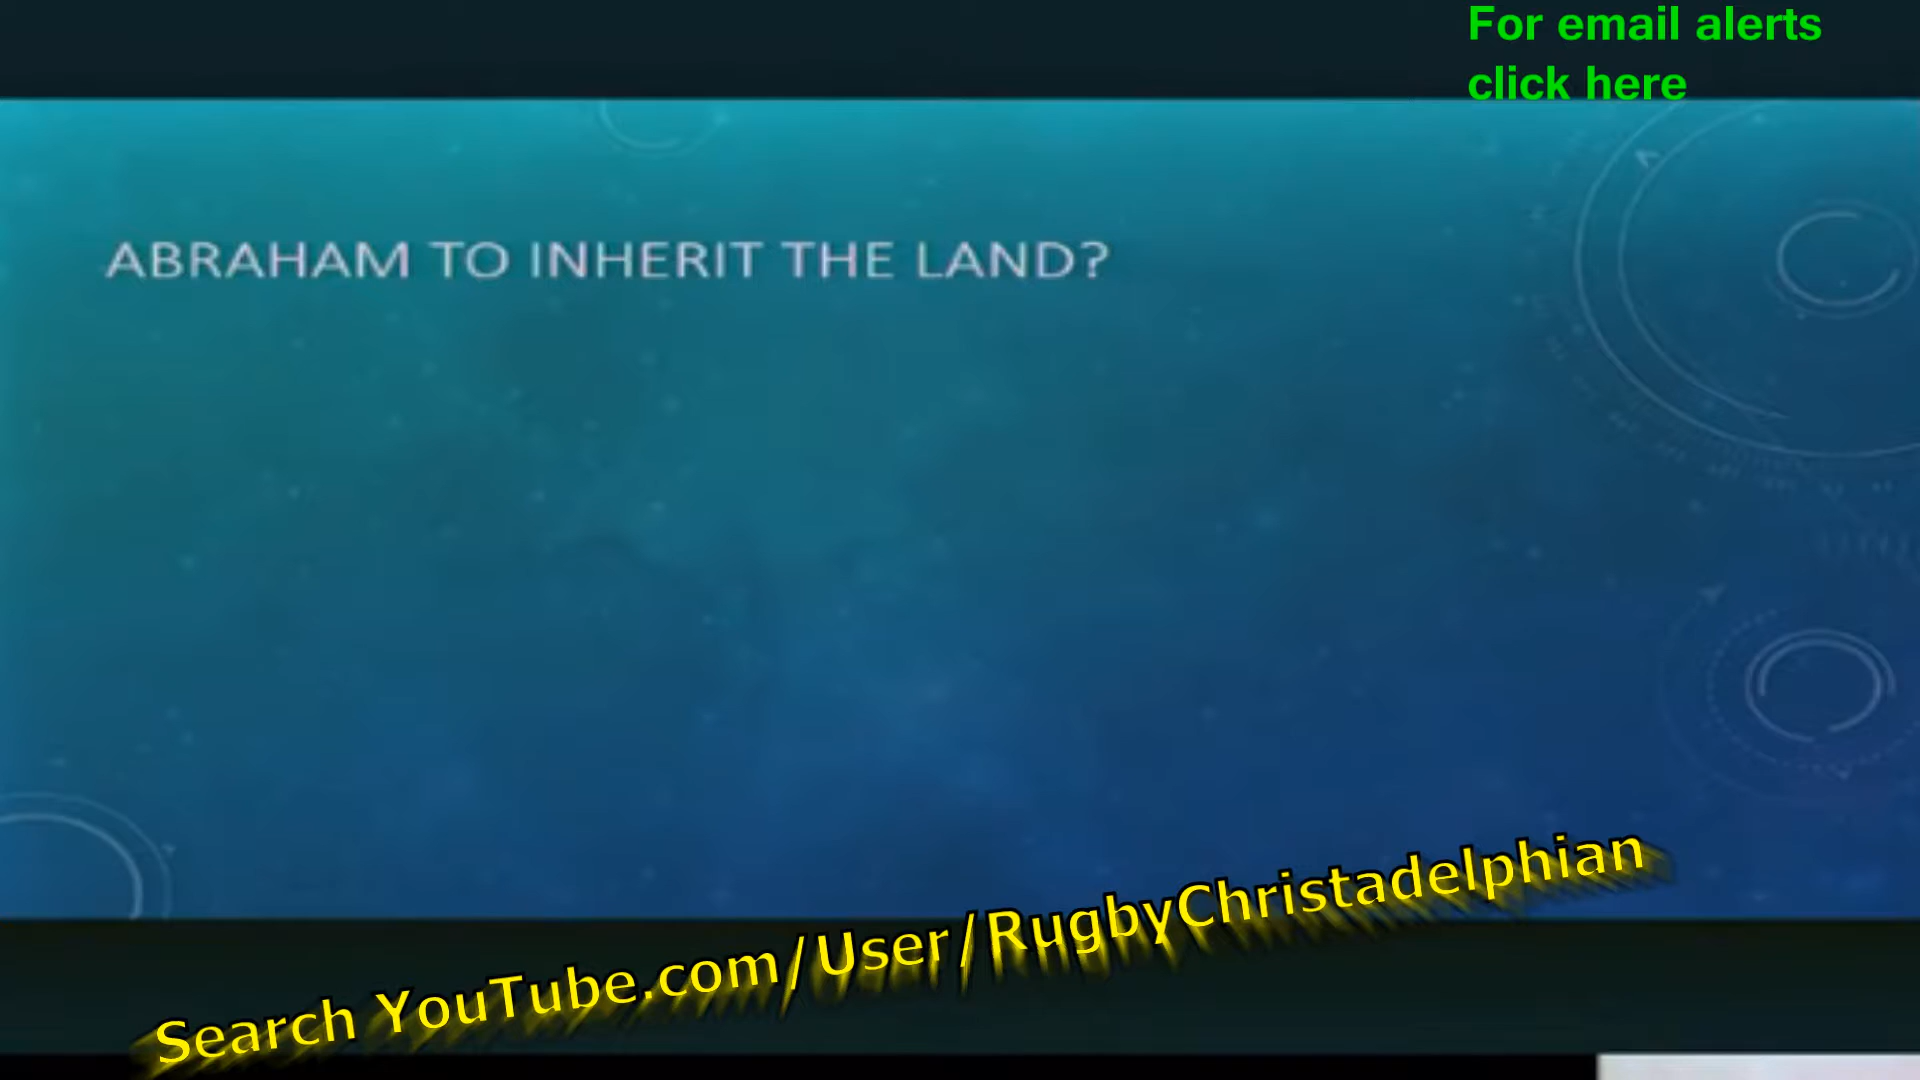 For email alerts
click here
ABRAHAM TO INHERIT THE LAND?
Search YouTube.com/User/RugbyChristadelphian